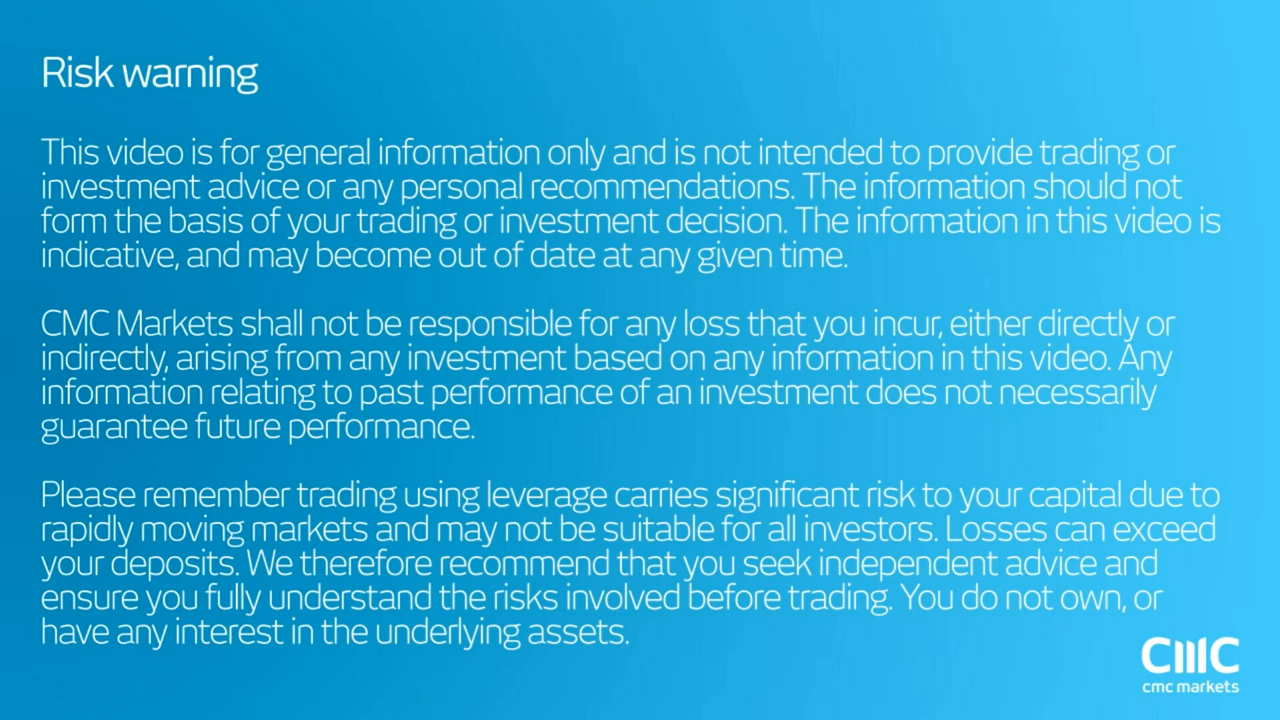 Risk warning
This video is for general information only and is not intended to provide trading or
investment advice or any personal recommendations. The information should not
form the basis of your trading or investment decision. The information in this video is
indicative, and may become out of date at any given time.
CMC Markets shall not be responsible for any loss that you incur, either directly or
indirectly, arising from any investment based on any information in this video. Any
information relating to past performance of an investment does not necessarily
guarantee future performance.
Please remember trading using leverage carries significant risk to your capital due to
rapidly moving markets and may not be suitable for all investors. Losses can exceed
your deposits. We therefore recommend that you seek independent advice and
ensure you fully understand the risks involved before trading. You do not own, or
have any interest in the underlying assets.
CMC
cmc markets